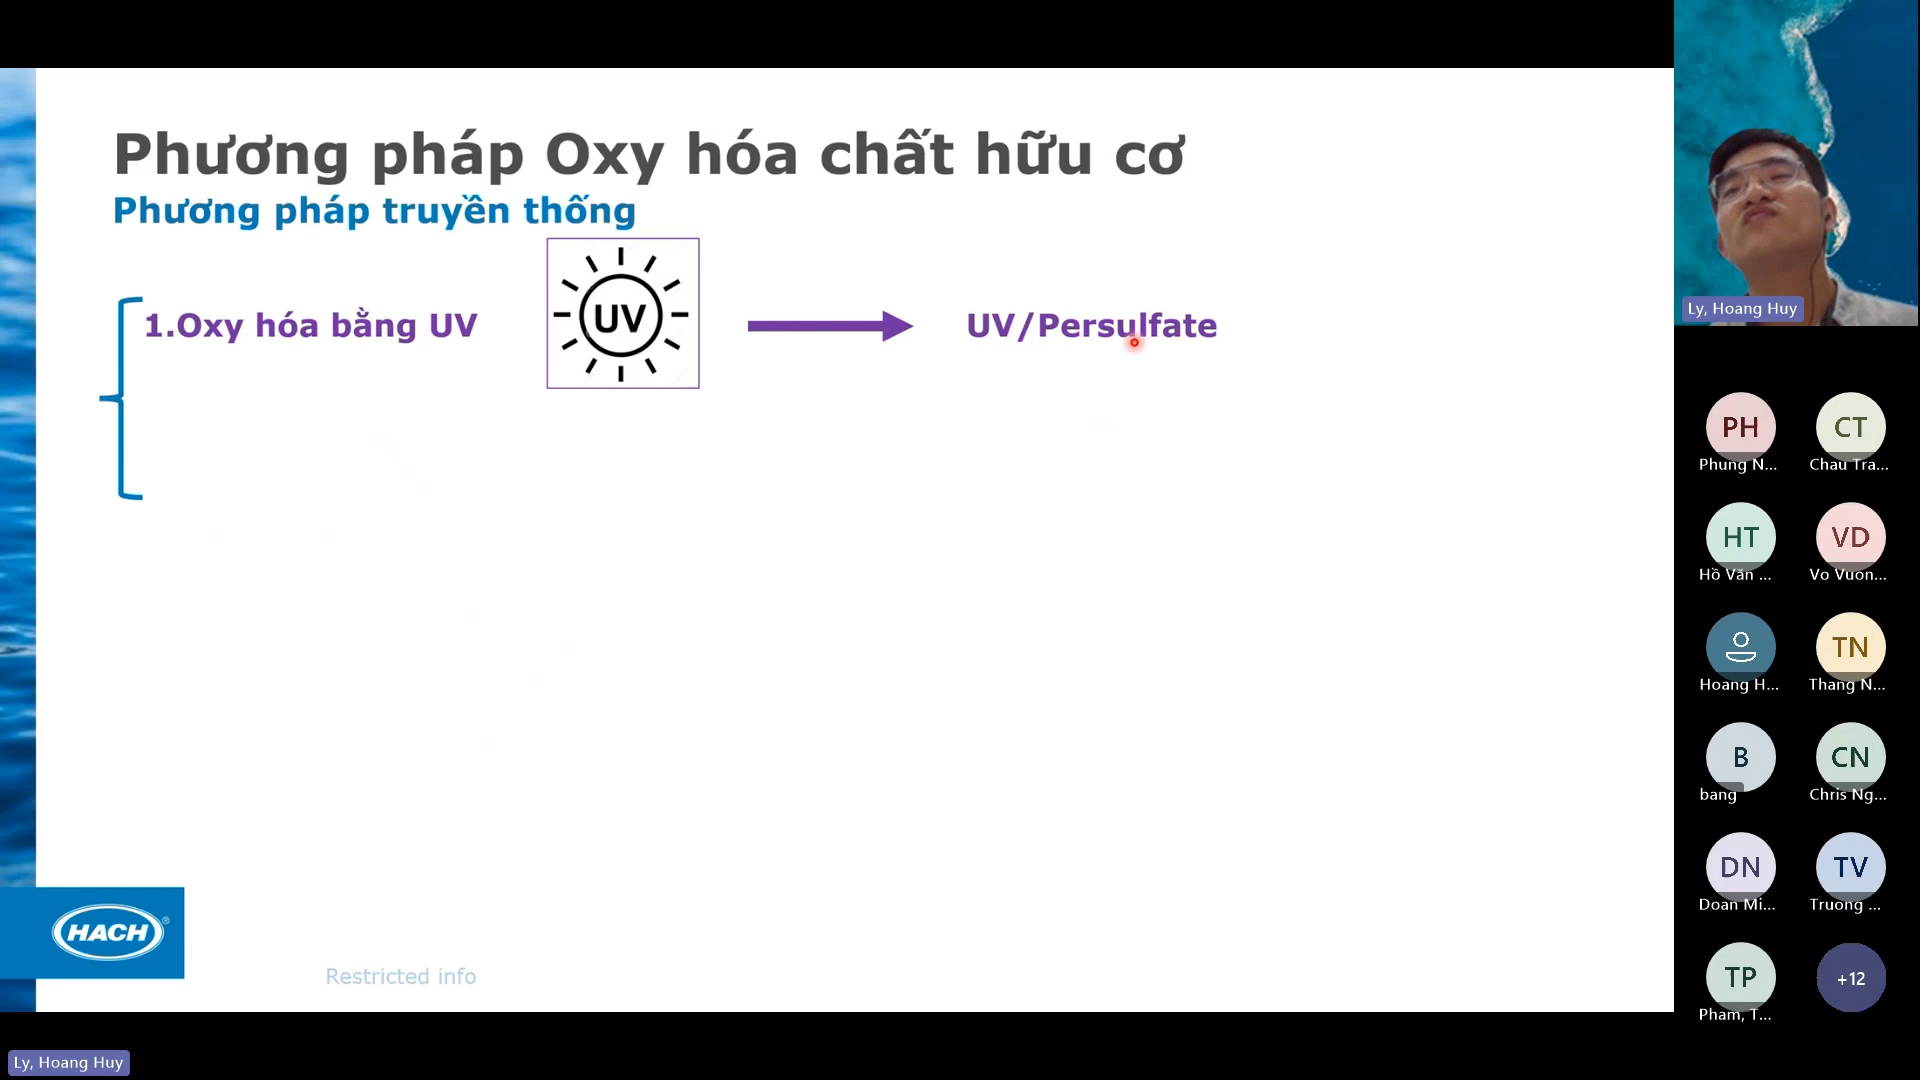 Phương pháp Oxy hóa chất hữu cơ
Phương pháp truyền thống
1.Oxy hóa bằng UV
UV
UV/Persulfate
HACH®
Restricted info
Ly, Hoang Huy
PH
Phung N...
CT
Chau Tra...
HT
Hồ Văn ...
VD
Vo Vuon...
Hoang H...
TN
Thang N...
B
bang
CN
Chris Ng...
DN
Doan Mi...
TV
Truong ...
TP
Pham, T...
+12
Ly, Hoang Huy